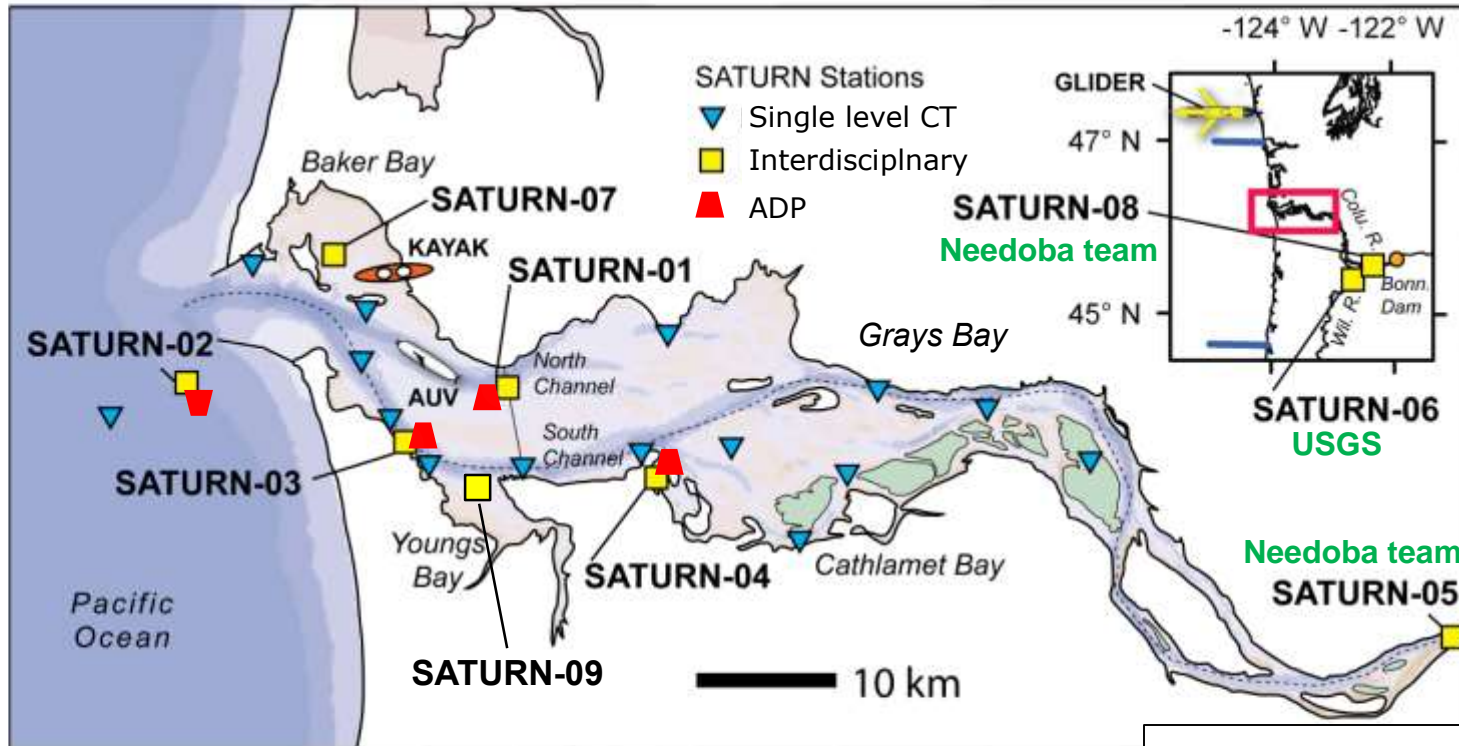 -124° W -122° W
SATURN Stations
Single level CT
Interdisciplnary
ADP
GLIDER
47° N
45° N
Colu. R.
Wil. R.
Bonn.
Dam
SATURN-08
Needoba team
SATURN-06
USGS
Baker Bay
SATURN-07
KAYAK
SATURN-01
SATURN-02
AUV
North
Channel
South
Channel
Grays Bay
SATURN-03
Youngs
Bay
SATURN-04
Cathlamet Bay
Needoba team
SATURN-05
Pacific
Ocean
SATURN-09
10 km